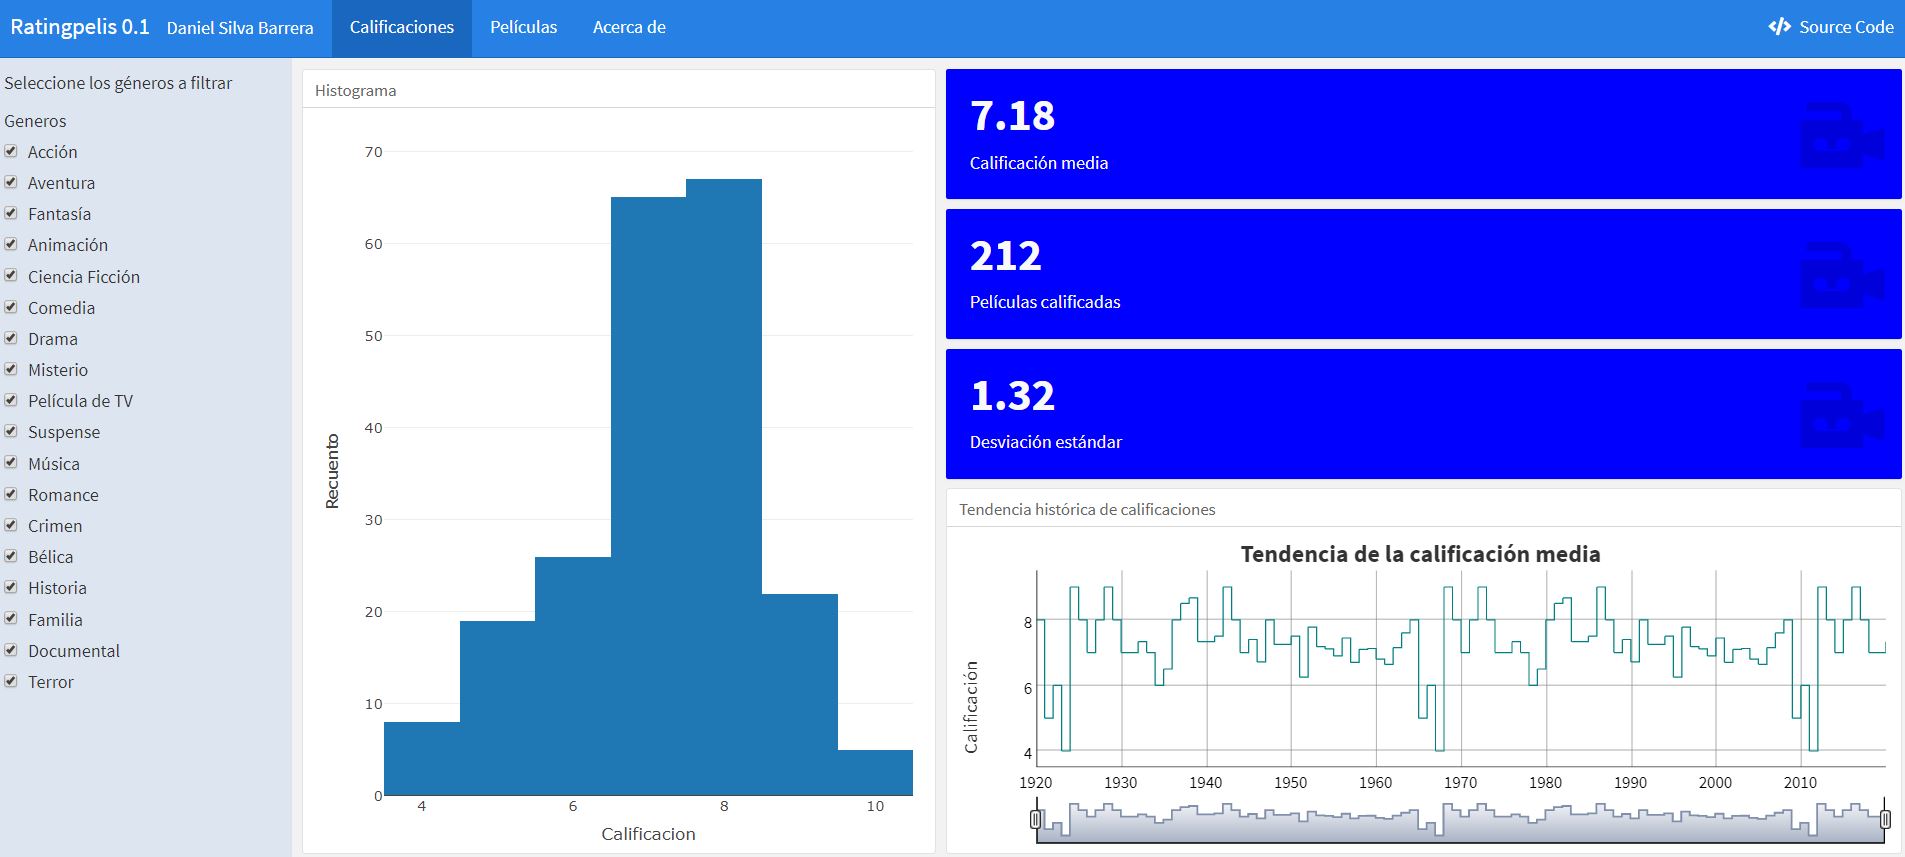 Ratingpelis 0.1 Daniel Silva Barrera Calificaciones Películas Acerca de Source Code
Seleccione los géneros a filtrar
Generos
Acción
Aventura
Fantasía
Animación
Ciencia Ficción
Comedia
Drama
Misterio
Película de TV
Suspense
Música
Romance
Crimen
Bélica
Historia
Familia
Documental
Terror
Histograma
70
60
50
40
30
20
10
0
Recuento
4 6 8 10
Calificacion
7.18
Calificación media
212
Películas calificadas
1.32
Desviación estándar
Tendencia histórica de calificaciones
Tendencia de la calificación media
8
6
4
Calificación
1920 1930 1940 1950 1960 1970 1980 1990 2000 2010